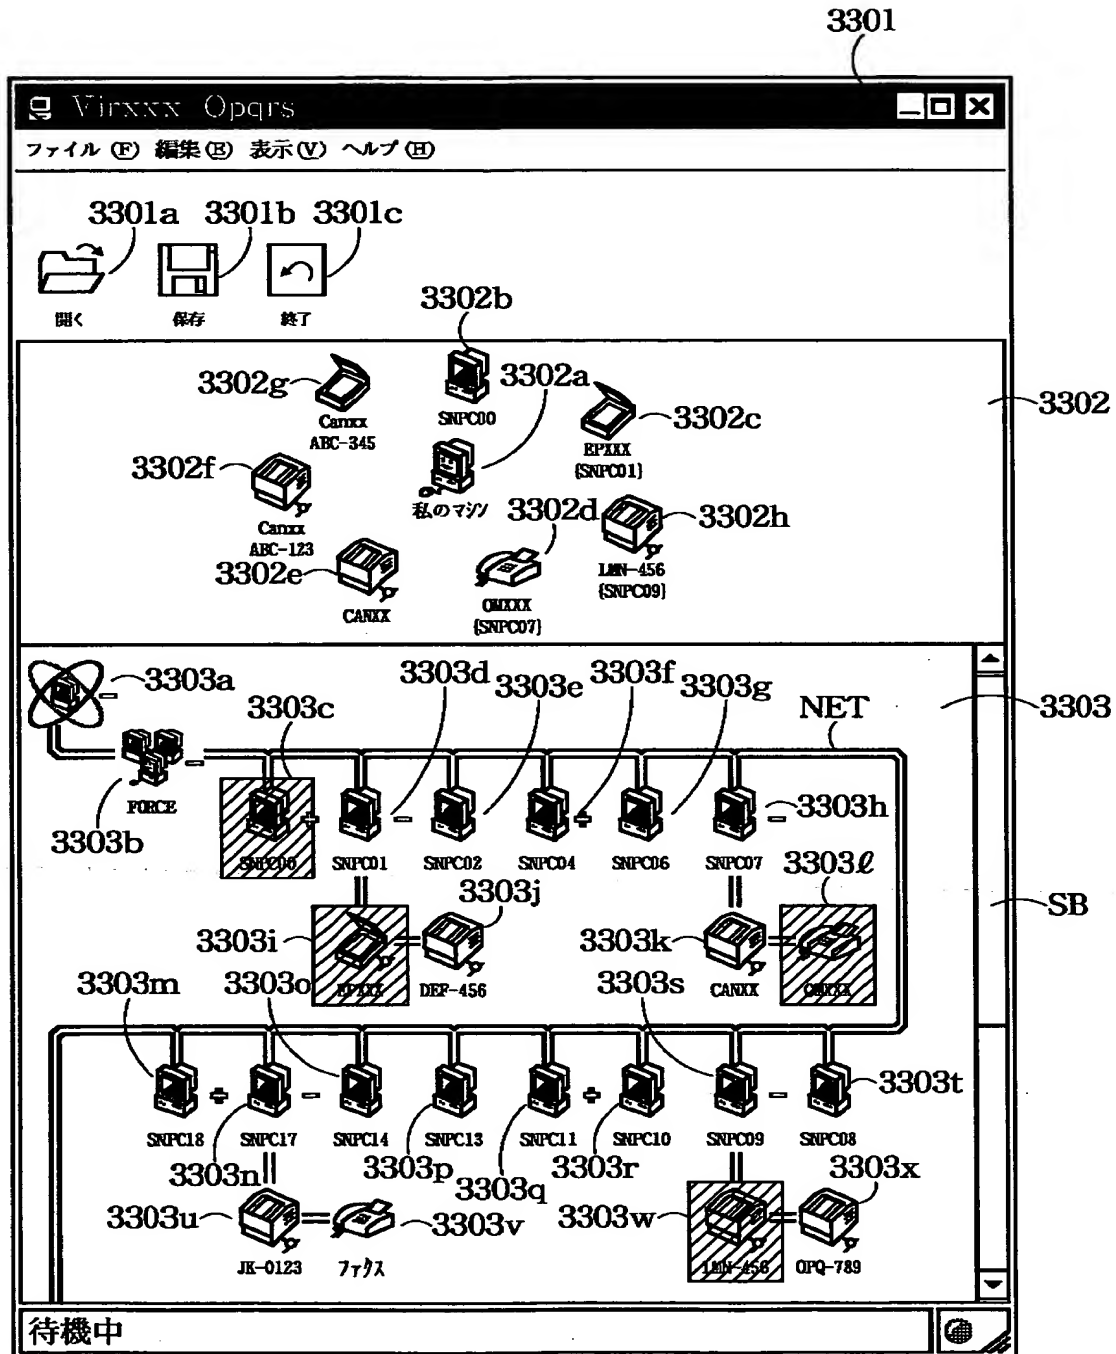 3301
Virxxx Opqrs
ファイル (F) 編集 (E) 表示 (V) ヘルプ (H)
3301a 3301b 3301c
開く 保存 終了
3302b
3302g 3302a
Canxx
ABC-345
SNPC00
3302c
3302
EPXXX
{SNPC01}
3302f
私のマシン
3302d
3302h
Canxx
ABC-123
3302e
CANXX
OMXXX
{SNPC07}
LMN-456
{SNPC09}
3303a
3303c
3303d
3303e
3303f
3303g
NET
3303
FORCE
3303b
3303h
SNPC00 SNPC01 SNPC02 SNPC04 SNPC06 SNPC07
3303i
3303j
3303k
3303ℓ
SB
EPXXX DEF-456 CANXX OMXXX
3303m
3303o
3303s
3303t
SNPC18 SNPC17 SNPC14 SNPC13 SNPC11 SNPC10 SNPC09 SNPC08
3303n
3303p
3303q
3303r
3303x
3303u
3303v
3303w
JK-0123 ファクス LMN-456 OPQ-789
待機中